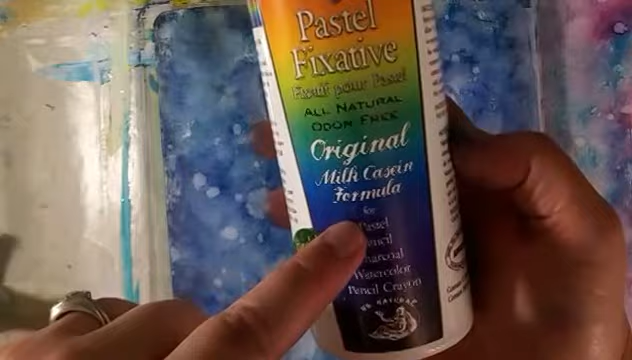 Pastel
Fixative
Fixatif pour Pastel
ALL NATURAL
ODOR FREE
Original
Milk Casein
Formula
for
Pastel
Pencil
Charcoal
Watercolor
Pencil Crayon